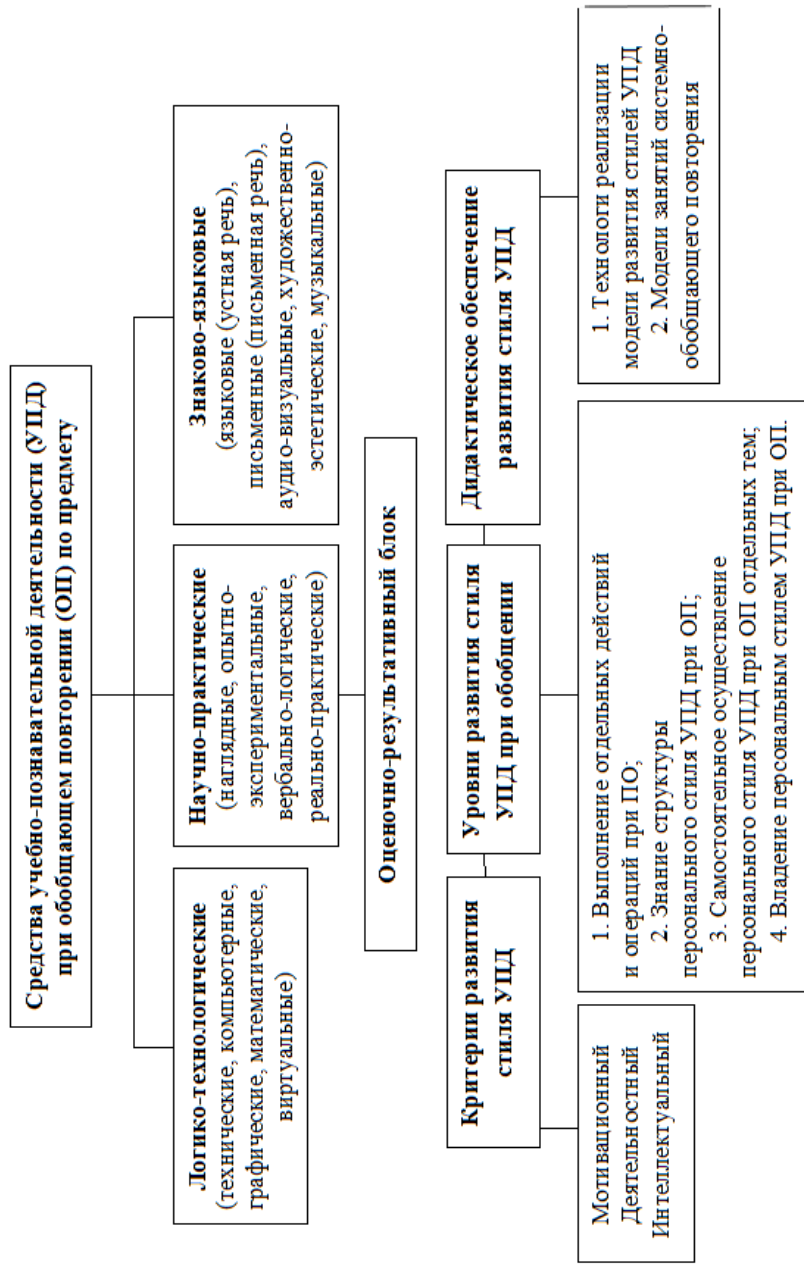 Средства учебно-познавательной деятельности (УПД)
при обобщающем повторении (ОП) по предмету
Логико-технологические
(технические, компьютерные,
графические, математические,
виртуальные)
Научно-практические
(наглядные, опытно-
экспериментальные,
вербально-логические,
реально-практические)
Знаково-языковые
(языковые (устная речь),
письменные (письменная речь),
аудио-визуальные, художественно-
эстетические, музыкальные)
Оценочно-результативный блок
Критерии развития
стиля УПД
Уровни развития стиля
УПД при обобщении
Дидактическое обеспечение
развития стиля УПД
Мотивационный
Деятельностный
Интеллектуальный
1. Выполнение отдельных действий
и операций при ПО;
2. Знание структуры
персонального стиля УПД при ОП;
3. Самостоятельное осуществление
персонального стиля УПД при ОП отдельных тем;
4. Владение персональным стилем УПД при ОП.
1. Технологи реализации
модели развития стилей УПД
2. Модели занятий системно-
обобщающего повторения